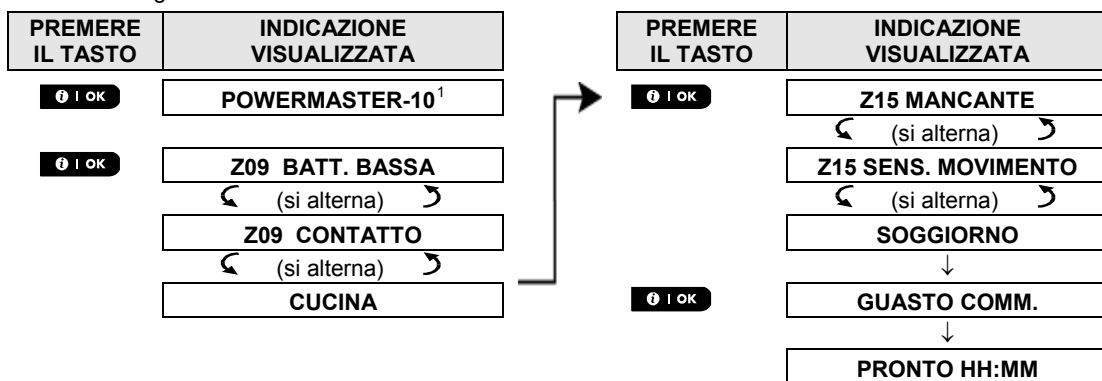 PREMERE IL TASTO
INDICAZIONE VISUALIZZATA
OK
POWERMASTER-10¹
OK
Z09 BATT. BASSA
(si alterna)
Z09 CONTATTO
(si alterna)
CUCINA
PREMERE IL TASTO
INDICAZIONE VISUALIZZATA
OK
Z15 MANCANTE
(si alterna)
Z15 SENS. MOVIMENTO
(si alterna)
SOGGIORNO
↓
OK
GUASTO COMM.
↓
PRONTO HH:MM